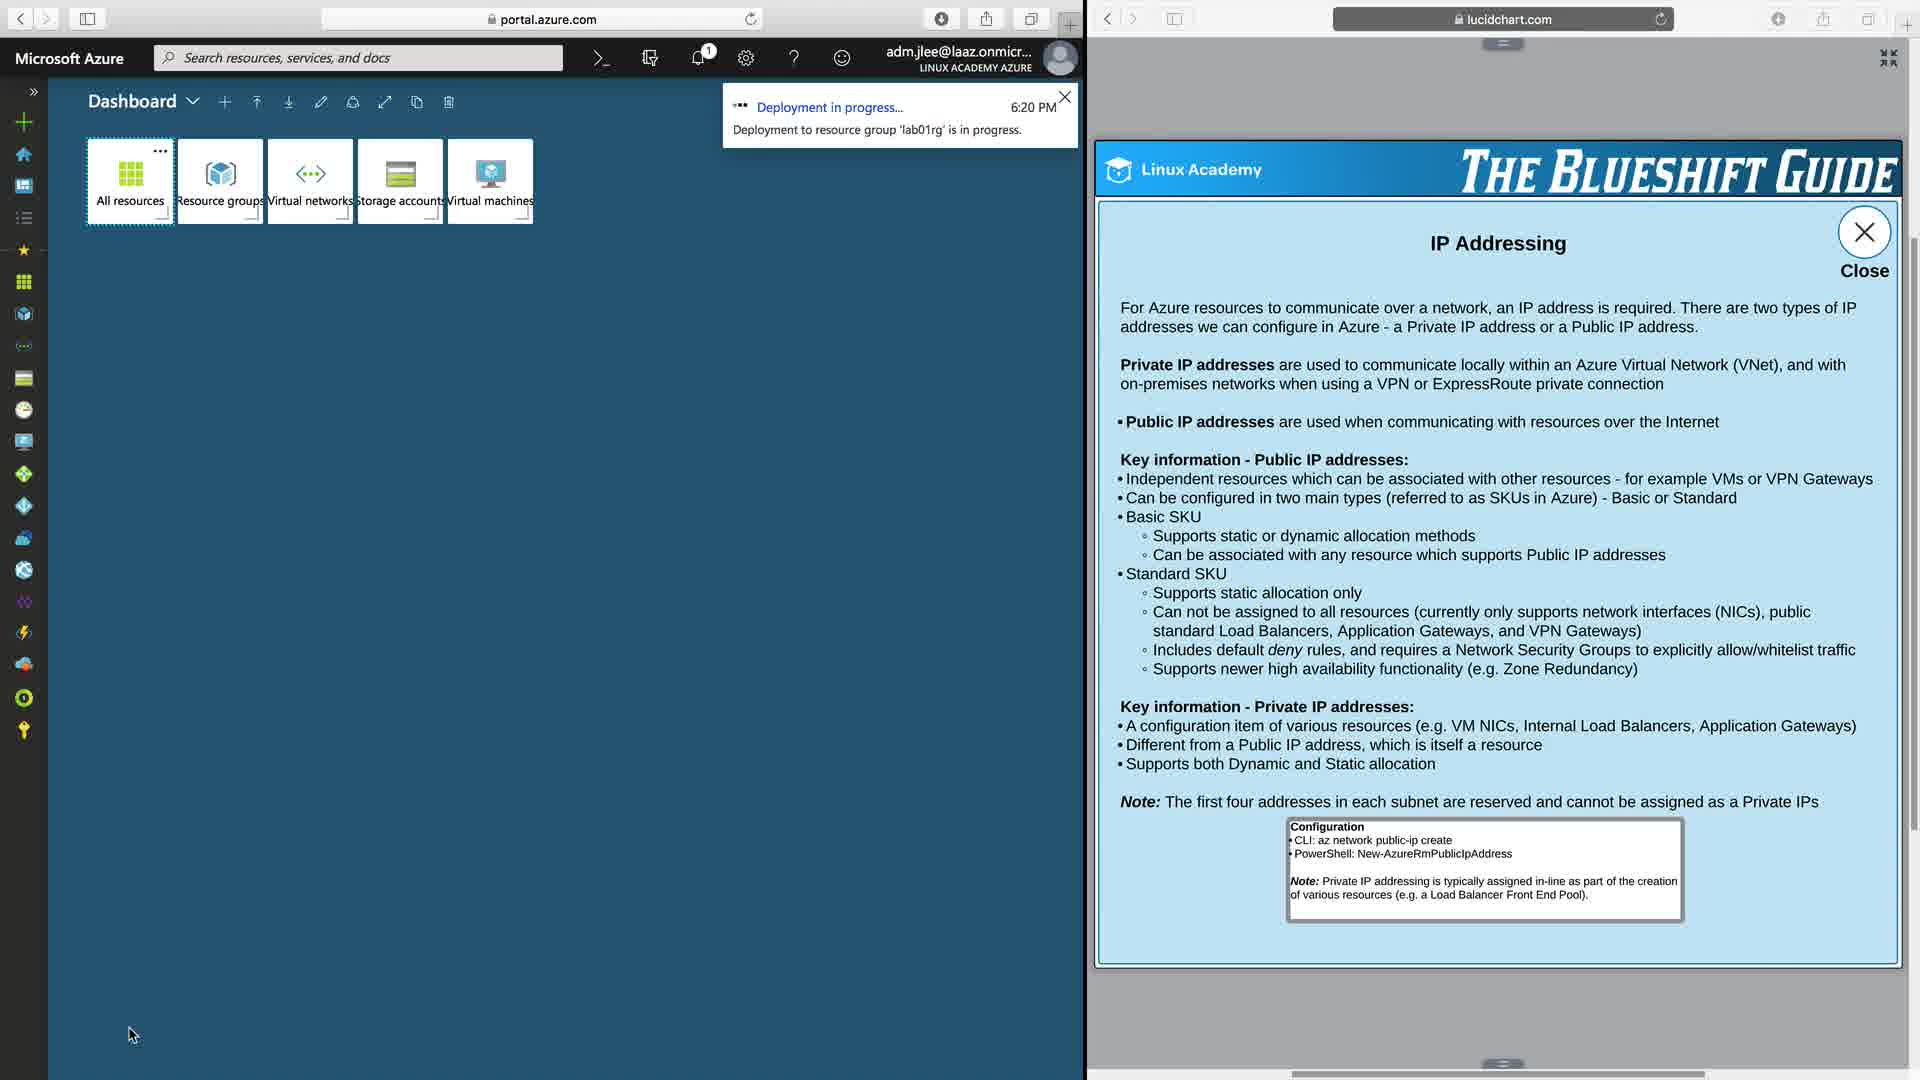 portal.azure.com
Microsoft Azure
Search resources, services, and docs
1
adm.jlee@laaz.onmicr...
LINUX ACADEMY AZURE
Dashboard
Deployment in progress...
6:20 PM
Deployment to resource group 'lab01rg' is in progress.
All resources
Resource groups
Virtual networks
Storage accounts
Virtual machines
lucidchart.com
Linux Academy
THE BLUESHIFT GUIDE
IP Addressing
Close
For Azure resources to communicate over a network, an IP address is required. There are two types of IP
addresses we can configure in Azure - a Private IP address or a Public IP address.
Private IP addresses are used to communicate locally within an Azure Virtual Network (VNet), and with
on-premises networks when using a VPN or ExpressRoute private connection
• Public IP addresses are used when communicating with resources over the Internet
Key information - Public IP addresses:
• Independent resources which can be associated with other resources - for example VMs or VPN Gateways
• Can be configured in two main types (referred to as SKUs in Azure) - Basic or Standard
• Basic SKU
◦ Supports static or dynamic allocation methods
◦ Can be associated with any resource which supports Public IP addresses
• Standard SKU
◦ Supports static allocation only
◦ Can not be assigned to all resources (currently only supports network interfaces (NICs), public
standard Load Balancers, Application Gateways, and VPN Gateways)
◦ Includes default deny rules, and requires a Network Security Groups to explicitly allow/whitelist traffic
◦ Supports newer high availability functionality (e.g. Zone Redundancy)
Key information - Private IP addresses:
• A configuration item of various resources (e.g. VM NICs, Internal Load Balancers, Application Gateways)
• Different from a Public IP address, which is itself a resource
• Supports both Dynamic and Static allocation
Note: The first four addresses in each subnet are reserved and cannot be assigned as a Private IPs
Configuration
• CLI: az network public-ip create
• PowerShell: New-AzureRmPublicIpAddress
Note: Private IP addressing is typically assigned in-line as part of the creation
of various resources (e.g. a Load Balancer Front End Pool).